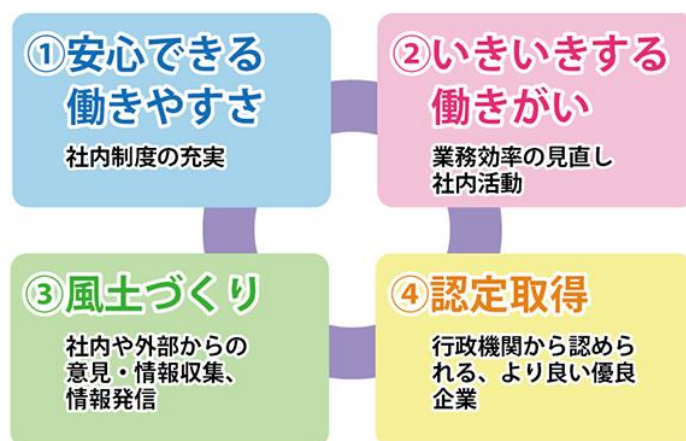 ①安心できる
働きやすさ
社内制度の充実
②いきいきする
働きがい
業務効率の見直し
社内活動
③風土づくり
社内や外部からの
意見・情報収集、
情報発信
④認定取得
行政機関から認めら
れる、より良い優良
企業